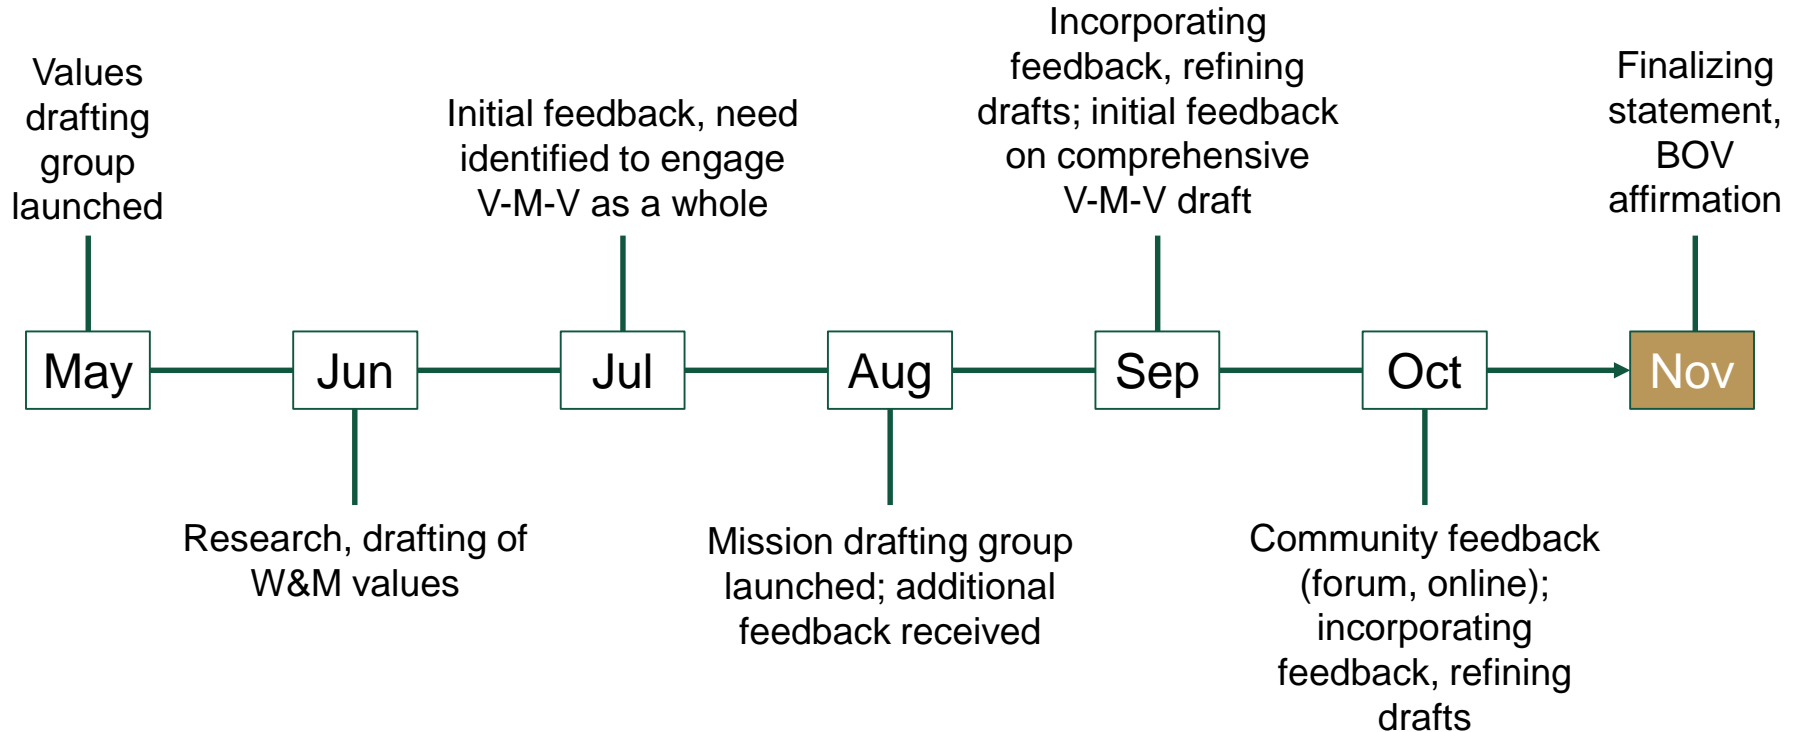 Values
drafting
group
launched
Initial feedback, need
identified to engage
V-M-V as a whole
Incorporating
feedback, refining
drafts; initial feedback
on comprehensive
V-M-V draft
Finalizing
statement,
BOV
affirmation
May
Jun
Jul
Aug
Sep
Oct
Nov
Research, drafting of
W&M values
Mission drafting group
launched; additional
feedback received
Community feedback
(forum, online);
incorporating
feedback, refining
drafts